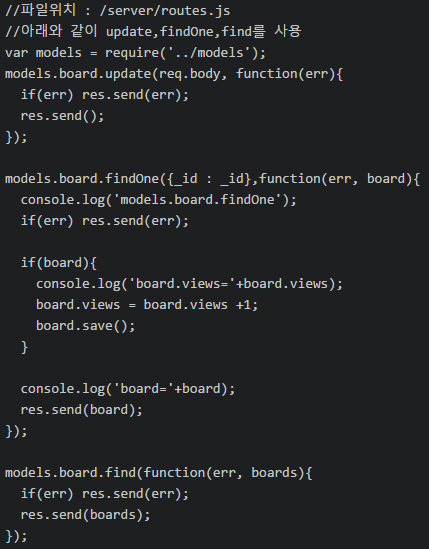 //파일위치 : /server/routes.js
//아래와 같이 update,findOne,find를 사용
var models = require('../models');
models.board.update(req.body, function(err){
  if(err) res.send(err);
  res.send();
});

models.board.findOne({_id : _id},function(err, board){
  console.log('models.board.findOne');
  if(err) res.send(err);

  if(board){
    console.log('board.views='+board.views);
    board.views = board.views +1;
    board.save();
  }

  console.log('board='+board);
  res.send(board);
});

models.board.find(function(err, boards){
  if(err) res.send(err);
  res.send(boards);
});